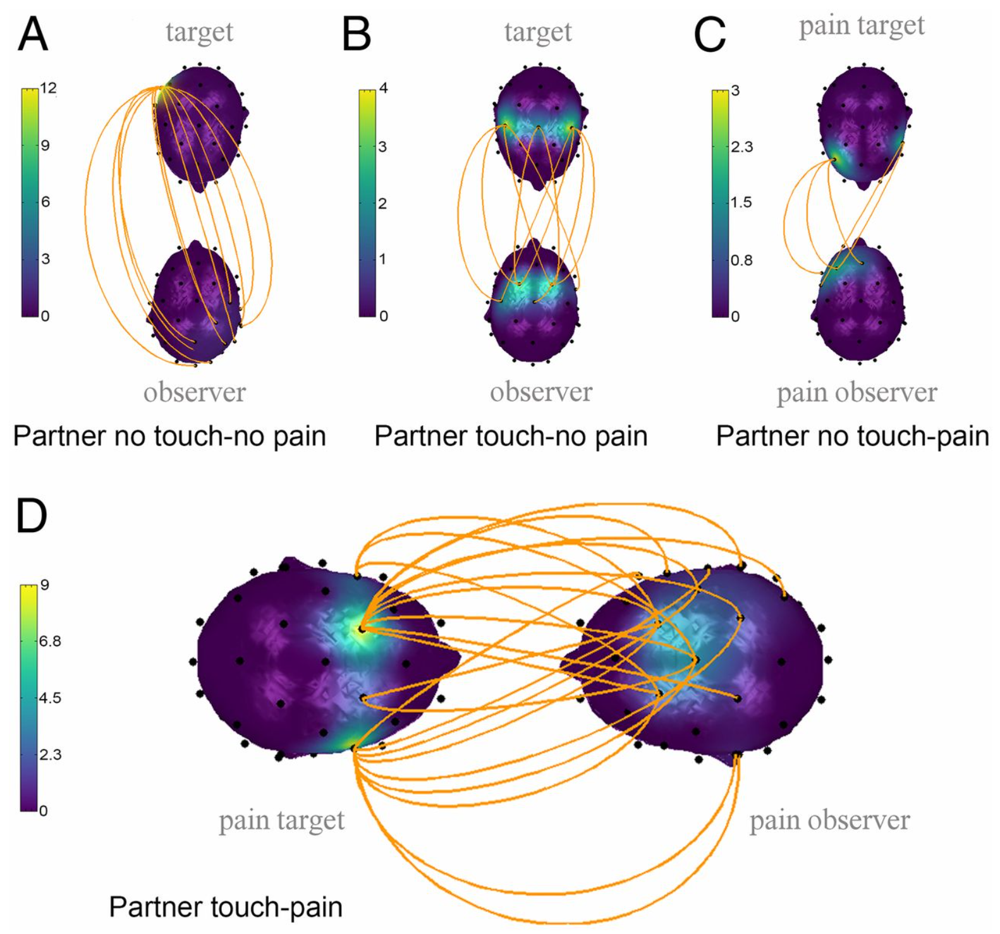 A
target
12
9
6
3
0
observer
Partner no touch-no pain
B
target
4
3
2
1
0
observer
Partner touch-no pain
C
pain target
3
2.3
1.5
0.8
0
pain observer
Partner no touch-pain
D
9
6.8
4.5
2.3
0
pain target
pain observer
Partner touch-pain